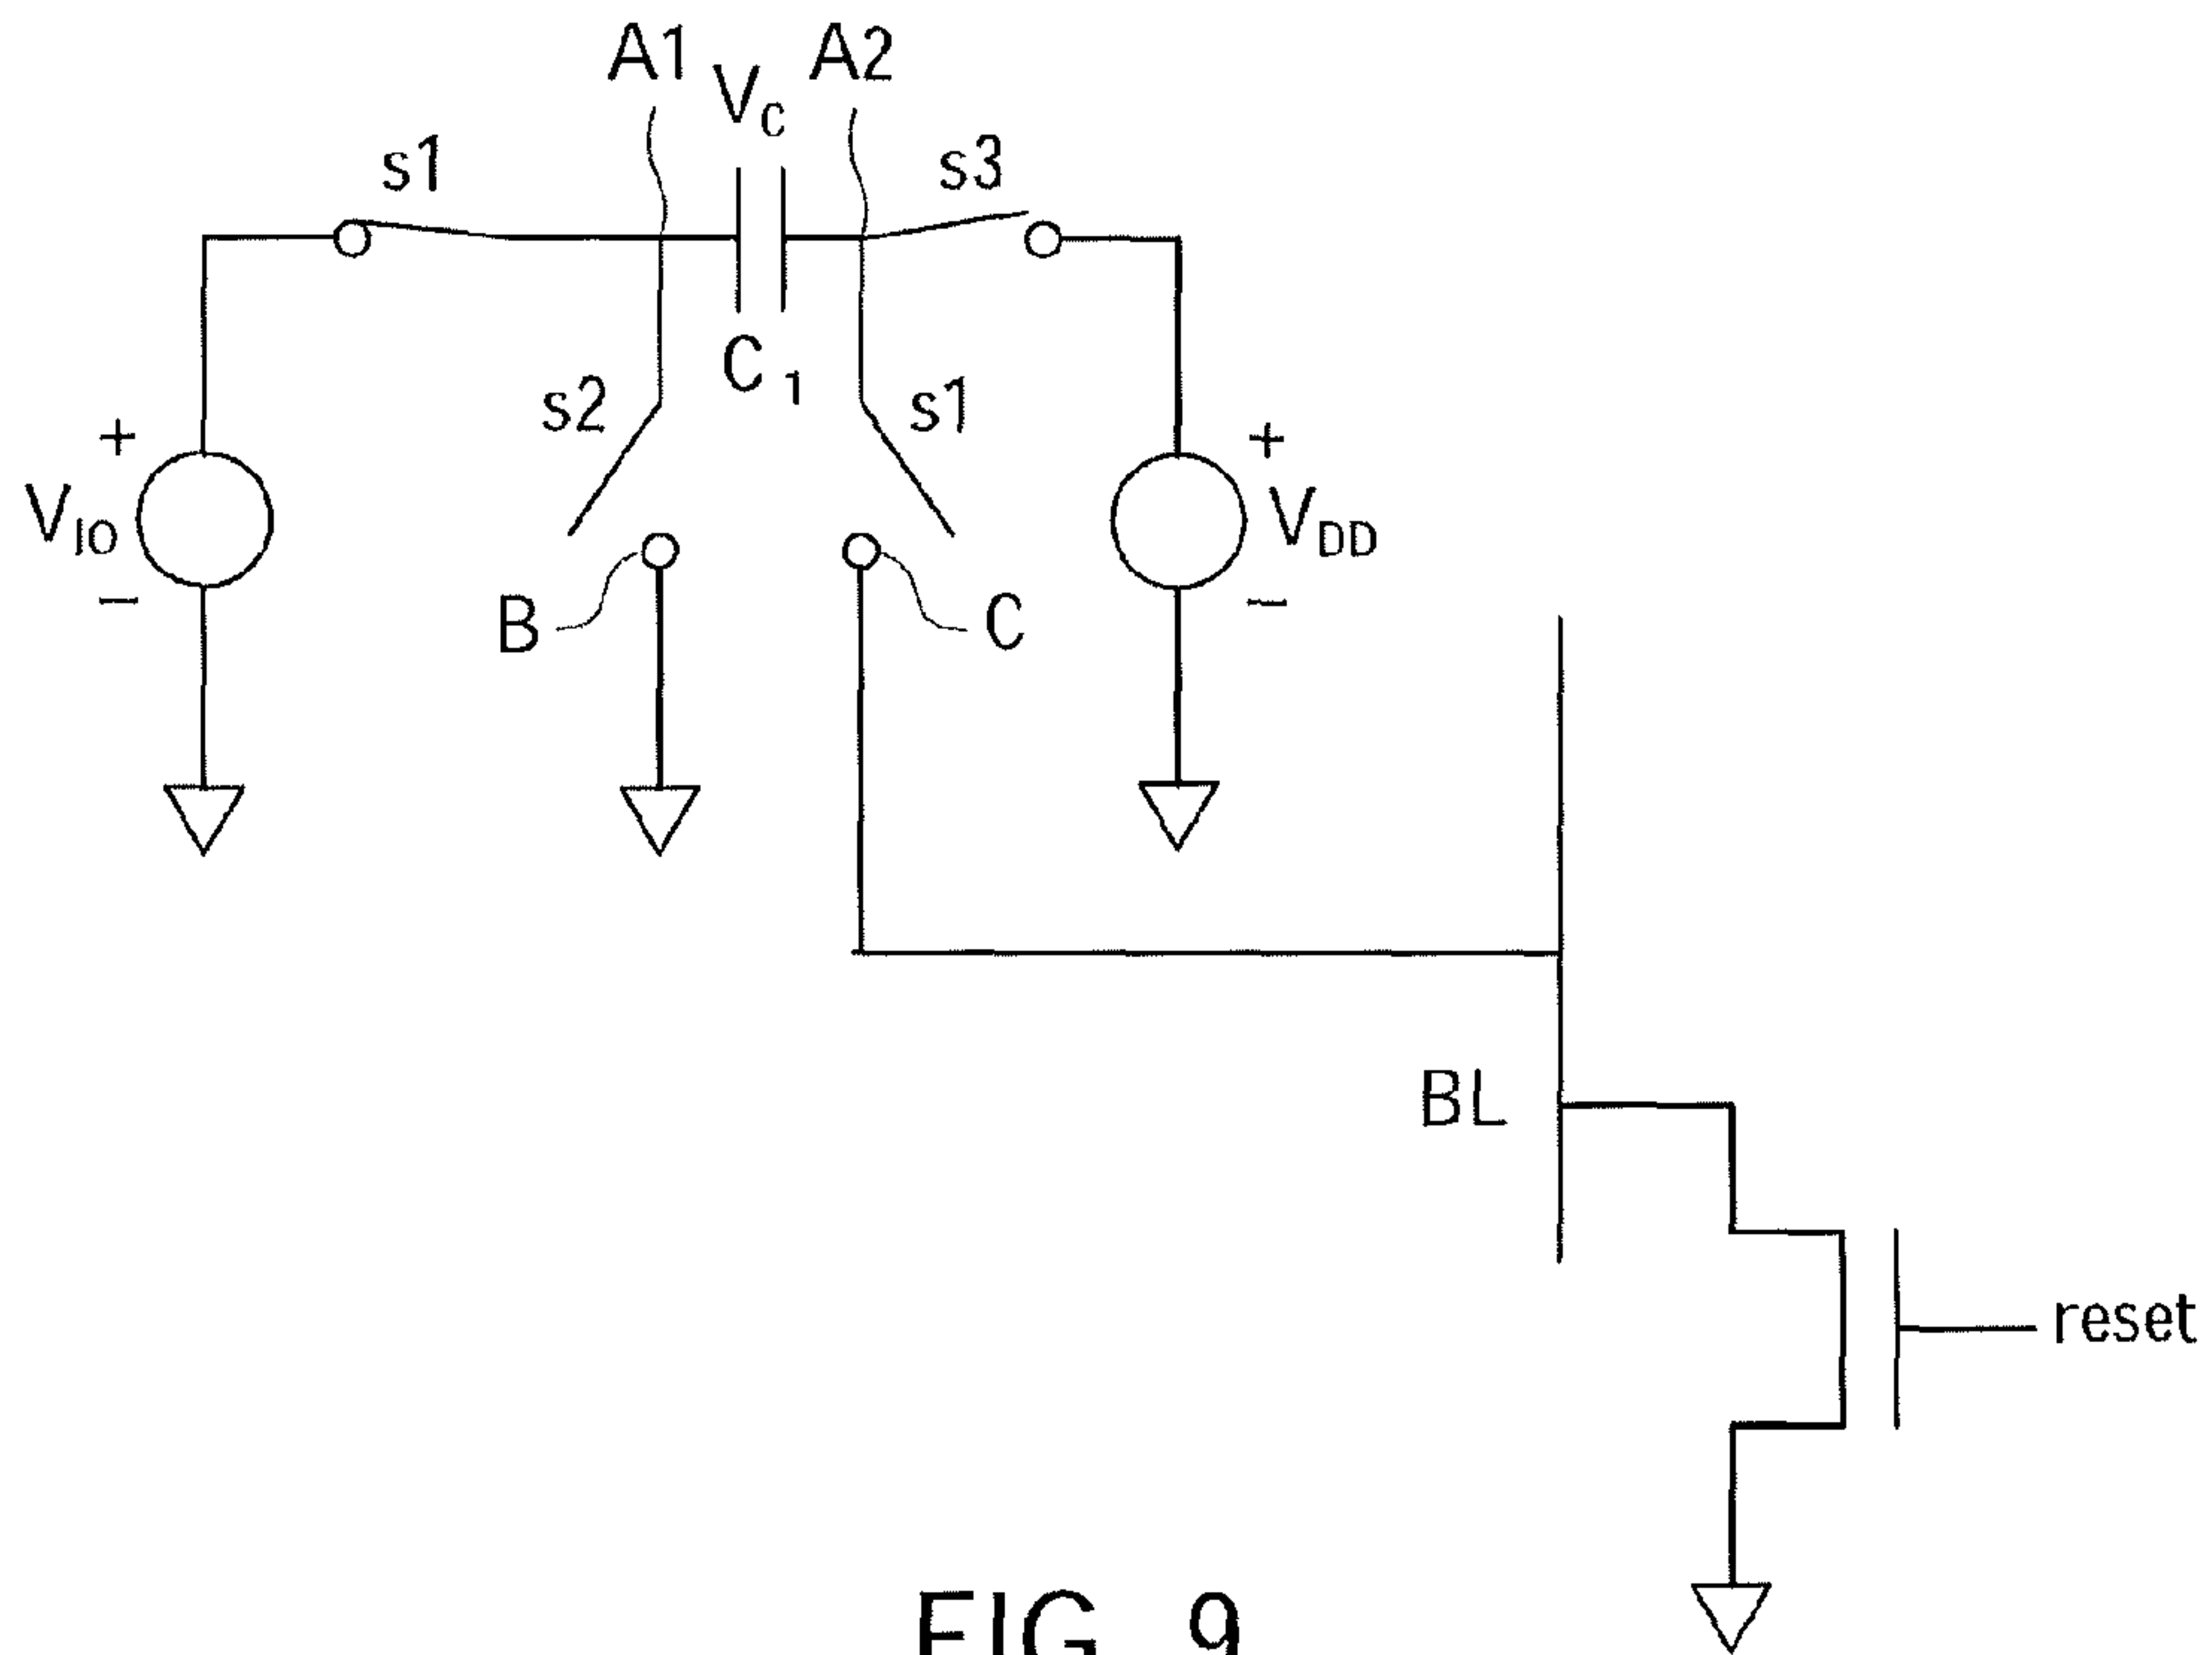 A1
A2
VC
s1
s3
C1
s2
s1
+
VIO
−
+
VDD
−
B
C
BL
reset
FIG. 9